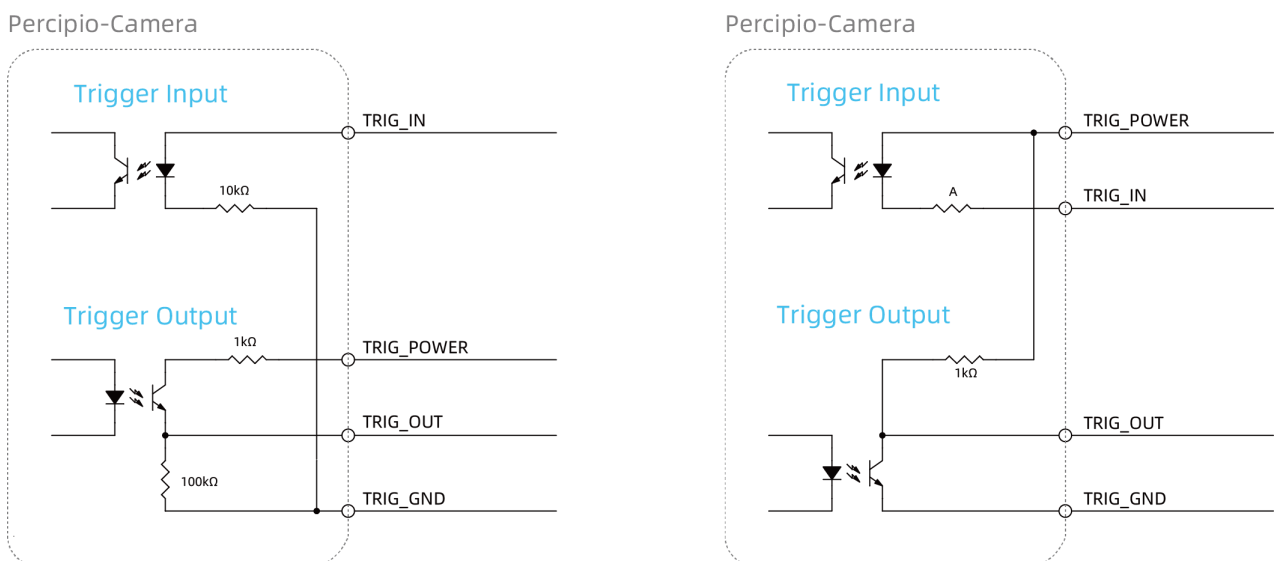 Percipio-Camera
Trigger Input
TRIG_IN
10kΩ
Trigger Output
1kΩ
TRIG_POWER
TRIG_OUT
100kΩ
TRIG_GND
Percipio-Camera
Trigger Input
TRIG_POWER
A
TRIG_IN
Trigger Output
1kΩ
TRIG_OUT
TRIG_GND